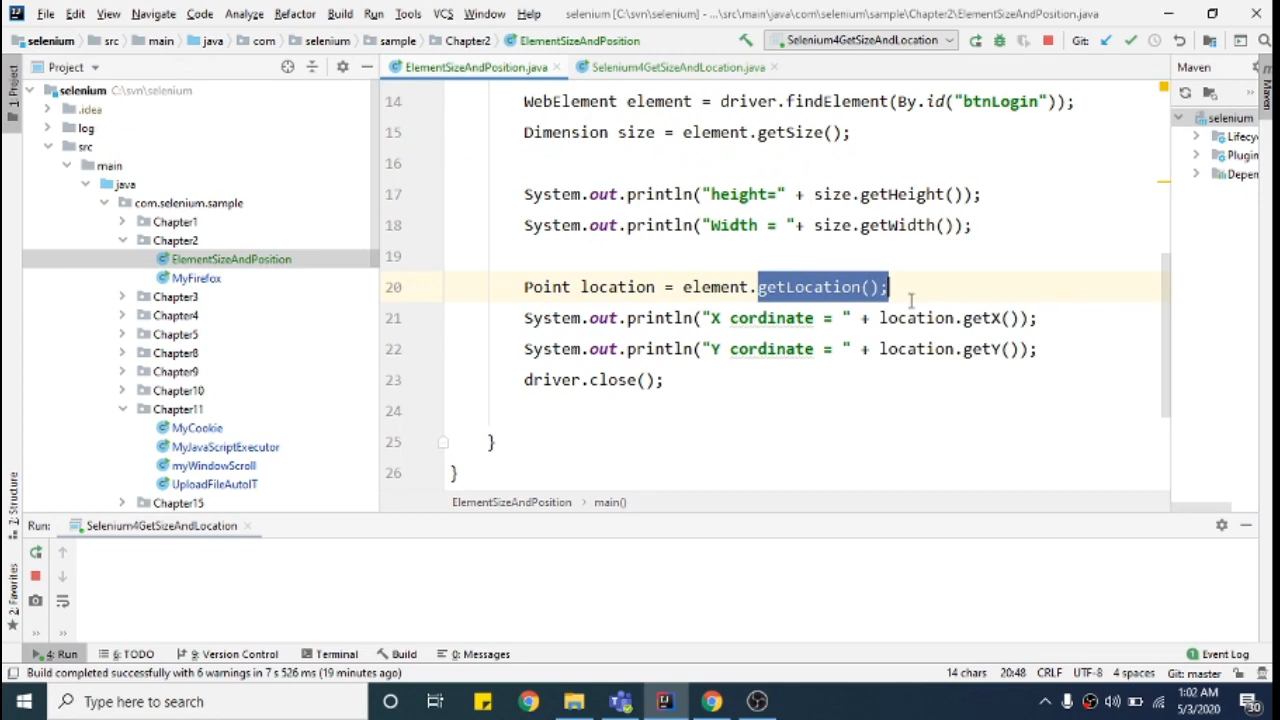 File Edit View Navigate Code Analyze Refactor Build Run Tools VCS Window Help selenium [C:\svn\selenium] - ...\src\main\java\com\selenium\sample\Chapter2\ElementSizeAndPosition.java
selenium src main java com selenium sample Chapter2 ElementSizeAndPosition Selenium4GetSizeAndLocation Git:
Project ElementSizeAndPosition.java Selenium4GetSizeAndLocation.java Maven
1: Project
Maven
selenium C:\svn\selenium
.idea
log
src
main
java
com.selenium.sample
Chapter1
Chapter2
ElementSizeAndPosition
MyFirefox
Chapter3
Chapter4
Chapter5
Chapter8
Chapter9
Chapter10
Chapter11
MyCookie
MyJavaScriptExecutor
myWindowScroll
UploadFileAutoIT
Chapter15
14 WebElement element = driver.findElement(By.id("btnLogin"));
15 Dimension size = element.getSize();
16
17 System.out.println("height=" + size.getHeight());
18 System.out.println("Width = "+ size.getWidth());
19
20 Point location = element.getLocation();
21 System.out.println("X cordinate = " + location.getX());
22 System.out.println("Y cordinate = " + location.getY());
23 driver.close();
24
25 }
26 }
ElementSizeAndPosition > main()
selenium
Lifecy
Plugin
Depen
7: Structure
2: Favorites
Run: Selenium4GetSizeAndLocation
4: Run 6: TODO 9: Version Control Terminal Build 0: Messages 1 Event Log
Build completed successfully with 6 warnings in 7 s 526 ms (19 minutes ago) 14 chars 20:48 CRLF UTF-8 4 spaces Git: master
Type here to search
1:02 AM
5/3/2020
30